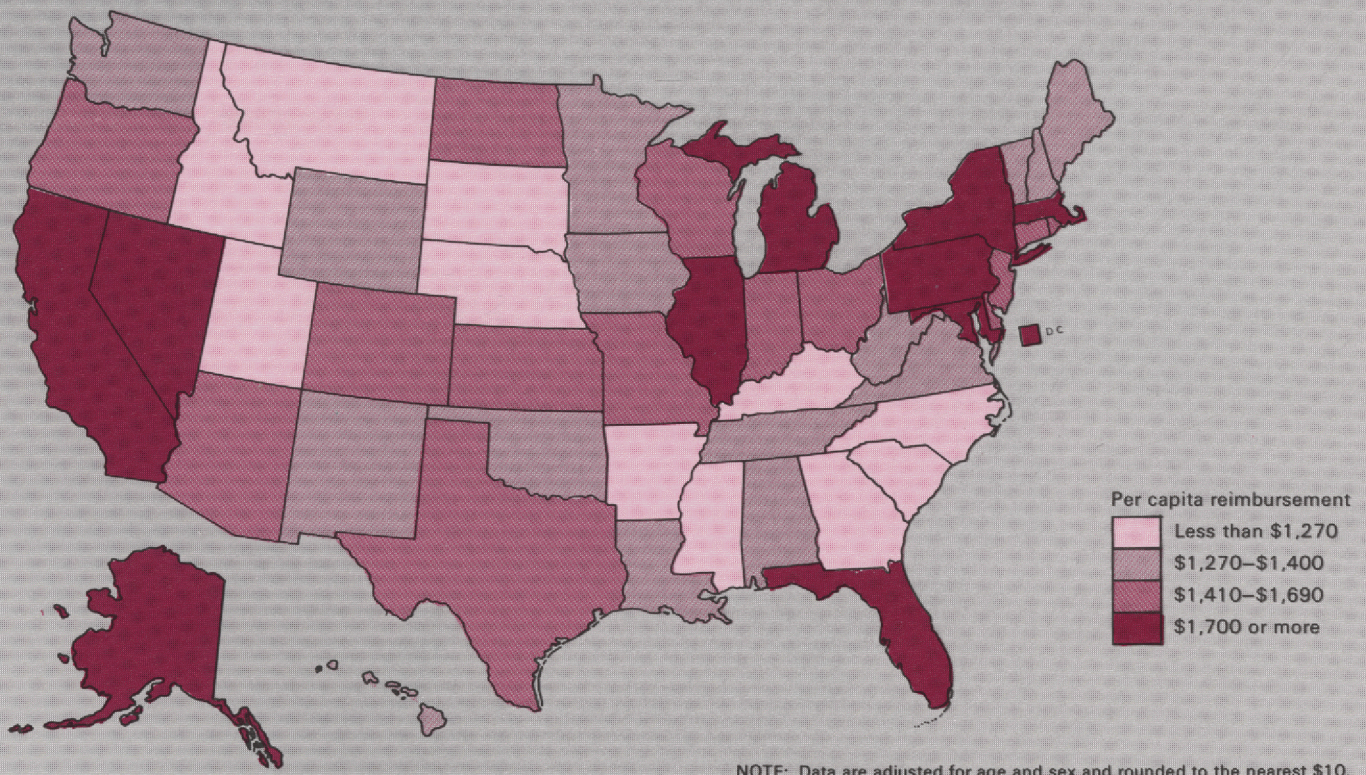 DC
Per capita reimbursement
Less than $1,270
$1,270–$1,400
$1,410–$1,690
$1,700 or more
NOTE: Data are adjusted for age and sex and rounded to the nearest $10.